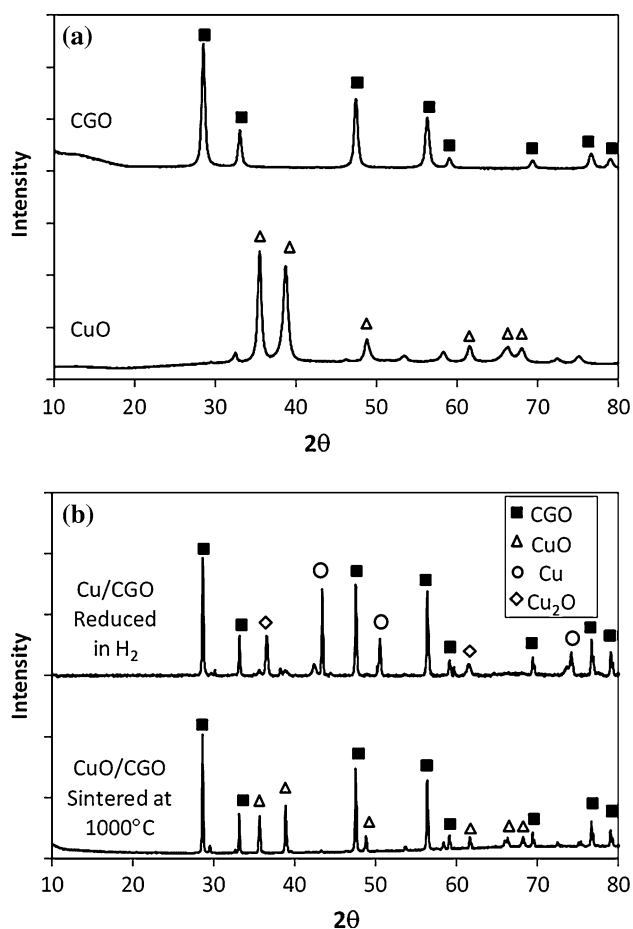 (a)
CGO
CuO
Intensity
10 20 30 40 50 60 70 80
2θ
(b)
CGO
CuO
Cu
Cu₂O
Cu/CGO
Reduced
in H₂
CuO/CGO
Sintered at
1000°C
Intensity
10 20 30 40 50 60 70 80
2θ